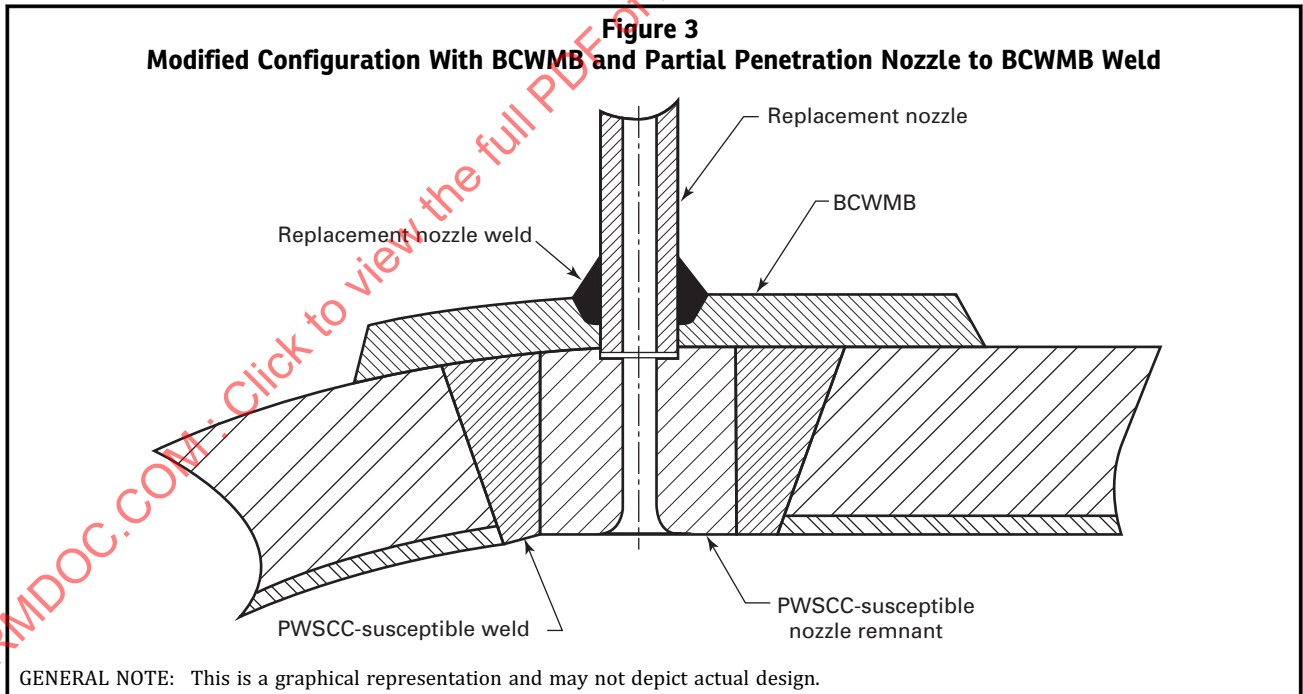 Figure 3
Modified Configuration With BCWMB and Partial Penetration Nozzle to BCWMB Weld
Replacement nozzle
BCWMB
Replacement nozzle weld
PWSCC-susceptible weld
PWSCC-susceptible
nozzle remnant
GENERAL NOTE: This is a graphical representation and may not depict actual design.
RMDOC.COM : Click to view the full PDF of